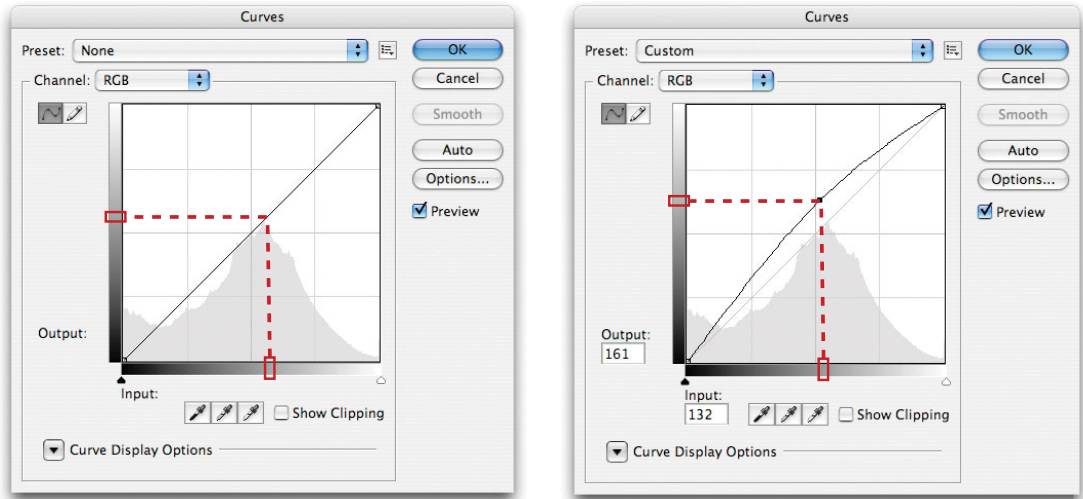 Curves
Preset: None
OK
Channel: RGB
Cancel
Smooth
Auto
Options...
Preview
Output:
Input:
Show Clipping
Curve Display Options
Curves
Preset: Custom
OK
Channel: RGB
Cancel
Smooth
Auto
Options...
Preview
Output:
161
Input:
132
Show Clipping
Curve Display Options